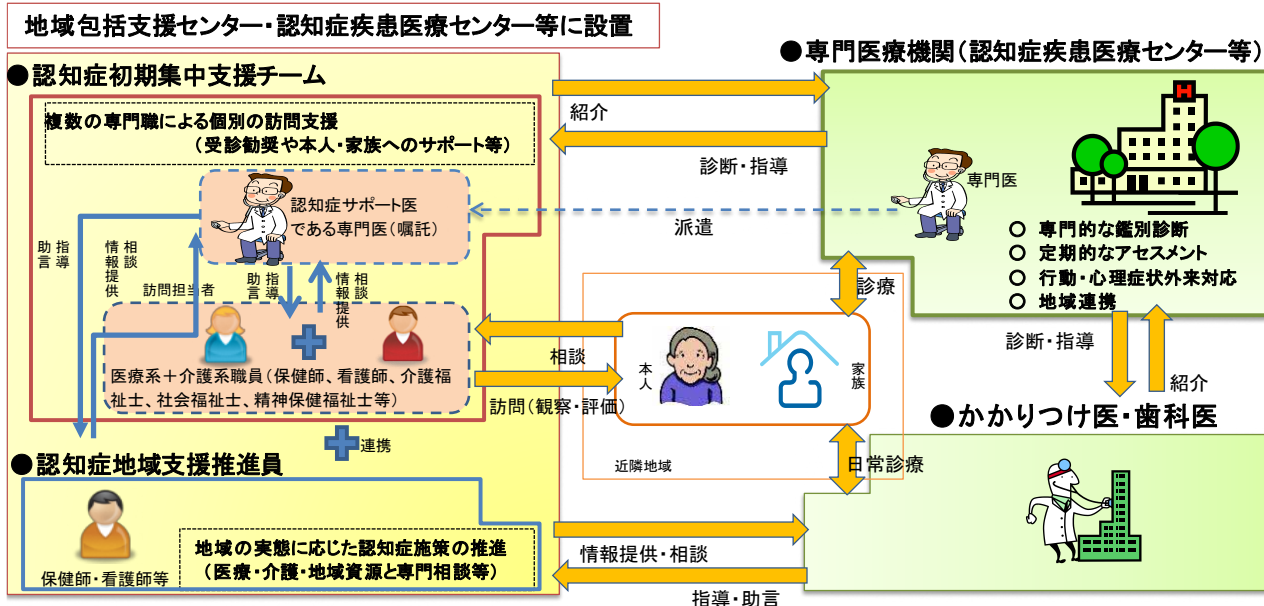 地域包括支援センター・認知症疾患医療センター等に設置
●認知症初期集中支援チーム
複数の専門職による個別の訪問支援
(受診勧奨や本人・家族へのサポート等)
認知症サポート医
である専門医(嘱託)
指導
助言
相談
情報提供
訪問担当者
指導
助言
相談
情報提供
医療系+介護系職員(保健師、看護師、介護福
祉士、社会福祉士、精神保健福祉士等)
連携
●認知症地域支援推進員
保健師・看護師等
地域の実態に応じた認知症施策の推進
(医療・介護・地域資源と専門相談等)
紹介
診断・指導
派遣
相談
訪問(観察・評価)
本人
家族
近隣地域
診療
日常診療
情報提供・相談
指導・助言
●専門医療機関(認知症疾患医療センター等)
H
専門医
○ 専門的な鑑別診断
○ 定期的なアセスメント
○ 行動・心理症状外来対応
○ 地域連携
診断・指導
紹介
●かかりつけ医・歯科医